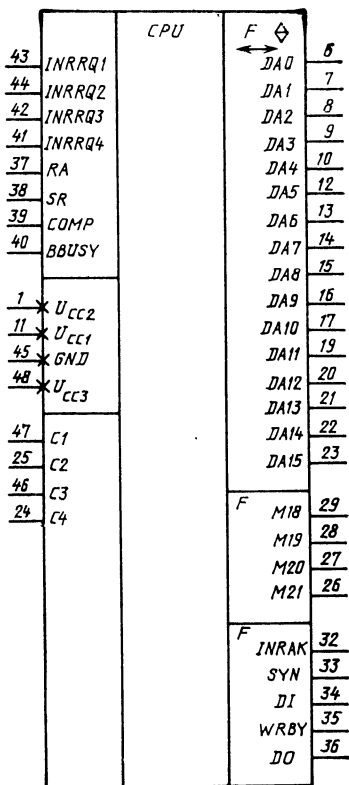 CPU
F
43 INRRQ1
44 INRRQ2
42 INRRQ3
41 INRRQ4
37 RA
38 SR
39 COMP
40 BBUSY
1 UCC2
11 UCC1
45 GND
48 UCC3
47 C1
25 C2
46 C3
24 C4
DA0 6
DA1 7
DA2 8
DA3 9
DA4 10
DA5 12
DA6 13
DA7 14
DA8 15
DA9 16
DA10 17
DA11 19
DA12 20
DA13 21
DA14 22
DA15 23
F
M18 29
M19 28
M20 27
M21 26
F
INRAK 32
SYN 33
DI 34
WRBY 35
DO 36